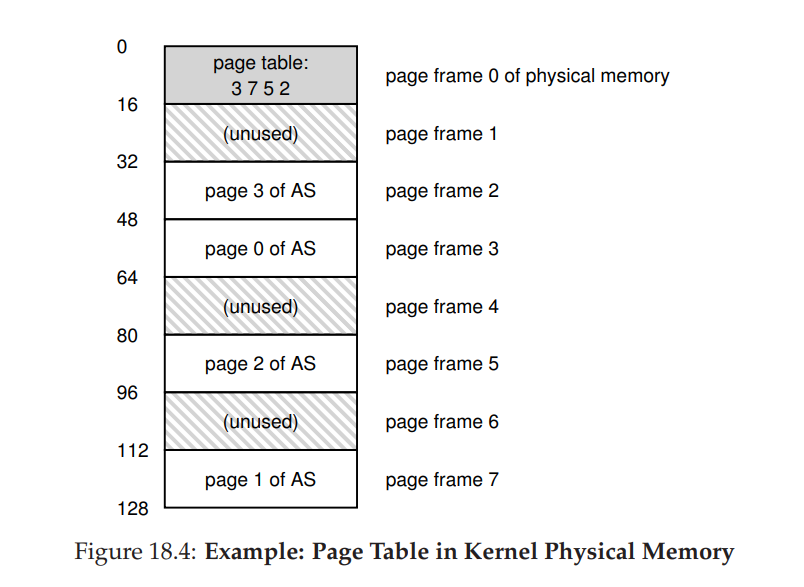 0
page table:
3 7 5 2
page frame 0 of physical memory
16
(unused)
page frame 1
32
page 3 of AS
page frame 2
48
page 0 of AS
page frame 3
64
(unused)
page frame 4
80
page 2 of AS
page frame 5
96
(unused)
page frame 6
112
page 1 of AS
page frame 7
128
Figure 18.4: Example: Page Table in Kernel Physical Memory